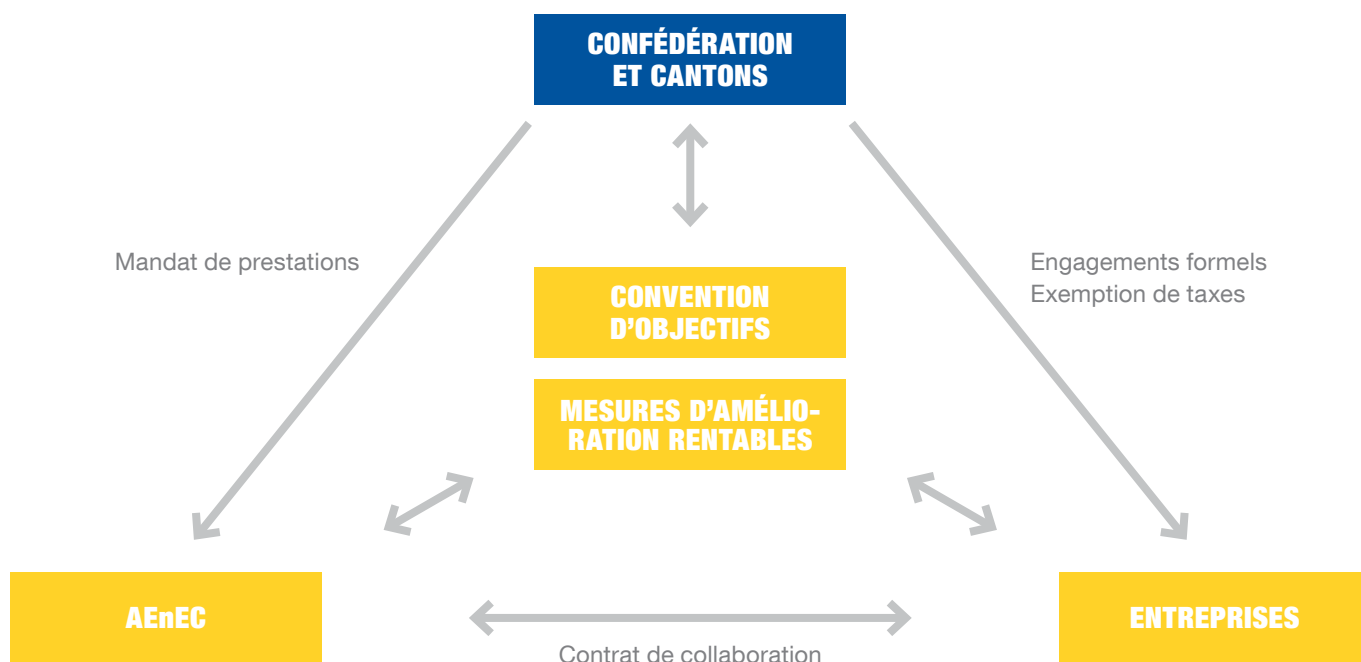 CONFÉDÉRATION
ET CANTONS
Mandat de prestations
Engagements formels
Exemption de taxes
CONVENTION
D’OBJECTIFS
MESURES D’AMÉLIO-
RATION RENTABLES
AEnEC
ENTREPRISES
Contrat de collaboration